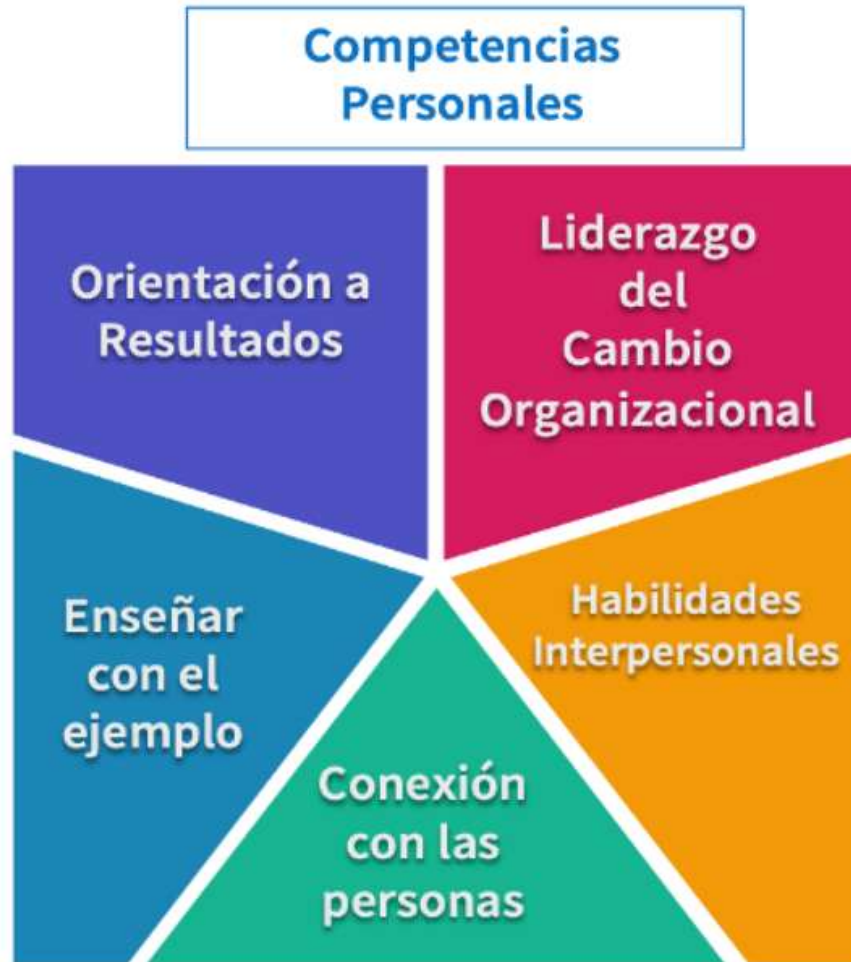 Competencias
Personales
Orientación a
Resultados
Liderazgo
del
Cambio
Organizacional
Enseñar
con el
ejemplo
Habilidades
Interpersonales
Conexión
con las
personas